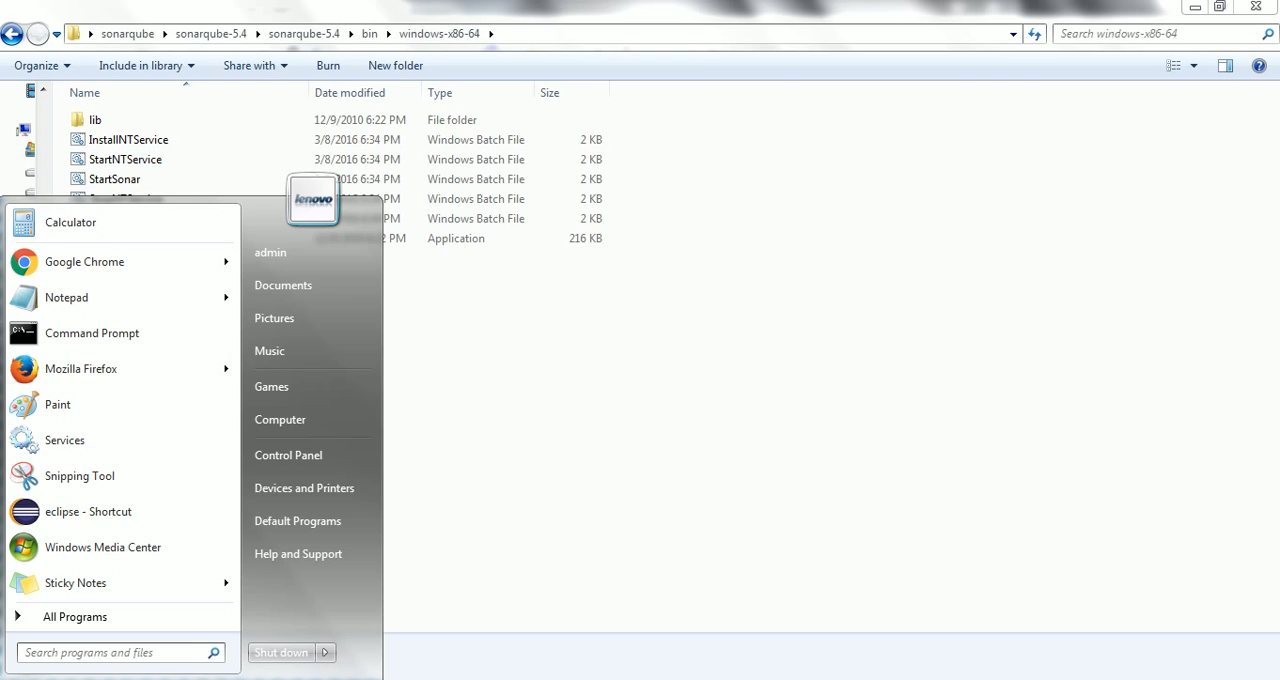 sonarqube
sonarqube-5.4
sonarqube-5.4
bin
windows-x86-64
Search windows-x86-64
Organize
Include in library
Share with
Burn
New folder
Name
Date modified
Type
Size
lib
12/9/2010 6:22 PM
File folder
InstallNTService
3/8/2016 6:34 PM
Windows Batch File
2 KB
StartNTService
3/8/2016 6:34 PM
Windows Batch File
2 KB
StartSonar
3/8/2016 6:34 PM
Windows Batch File
2 KB
PM
Windows Batch File
2 KB
PM
Windows Batch File
2 KB
PM
Application
216 KB
lenovo
Calculator
Google Chrome
Notepad
Command Prompt
Mozilla Firefox
Paint
Services
Snipping Tool
eclipse - Shortcut
Windows Media Center
Sticky Notes
All Programs
Search programs and files
admin
Documents
Pictures
Music
Games
Computer
Control Panel
Devices and Printers
Default Programs
Help and Support
Shut down